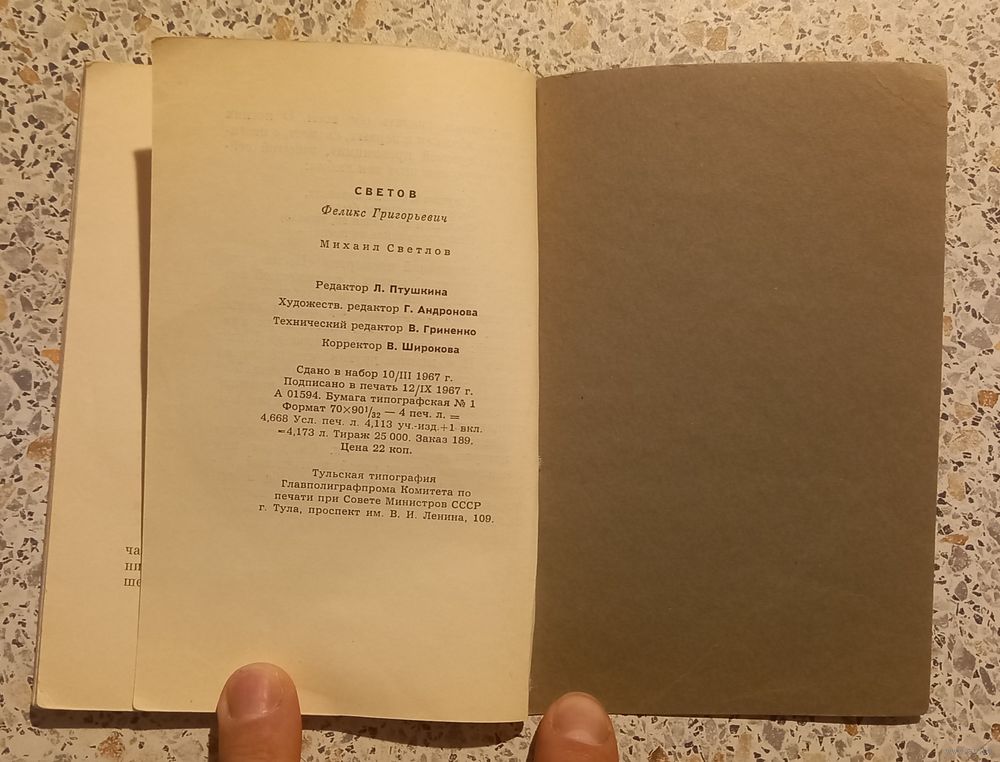 СВЕТОВ
Феликс Григорьевич
Михаил Светлов
Редактор Л. Птушкина
Художеств. редактор Г. Андронова
Технический редактор В. Гриненко
Корректор В. Широкова
Сдано в набор 10/III 1967 г.
Подписано в печать 12/IX 1967 г.
А 01594. Бумага типографская № 1
Формат 70×90¹/₃₂ — 4 печ. л. =
4,668 Усл. печ. л. 4,113 уч.-изд.+1 вкл.
=4,173 л. Тираж 25 000. Заказ 189.
Цена 22 коп.
Тульская типография
Главполиграфпрома Комитета по
печати при Совете Министров СССР
г. Тула, проспект им. В. И. Ленина, 109.
ча
ни
ше